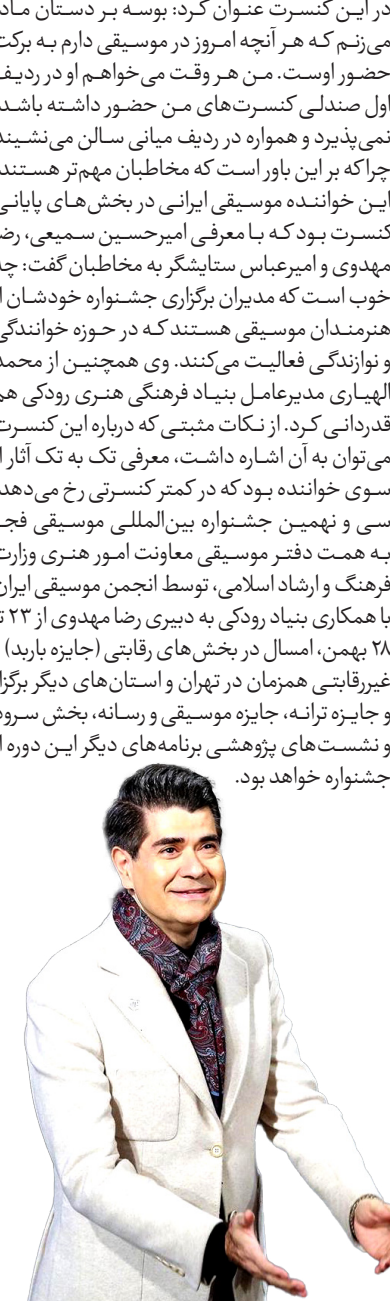 در این کنسرت عنوان کرد: بوسه بر دستان
می‌زنم که هر آنچه امروز در موسیقی دارم به
حضور اوست. من هر وقت می‌خواهم او در ردیف
اول صندلی کنسرت‌های من حضور داشته باشد
نمی‌پذیرد و همواره در ردیف میانی سالن می‌نشیند
چراکه بر این باور است که مخاطبان مهم‌تر هستند
این خواننده موسیقی ایرانی در بخش‌های پایانی
کنسرت بود که با معرفی امیرحسین سمیعی،
مهدوی و امیرعباس ستایشگر به مخاطبان گفت:
خوب است که مدیران برگزاری جشنواره خودشان
هنرمندان موسیقی هستند که در حوزه خوانندگی
و نوازندگی فعالیت می‌کنند. وی همچنین از محمد
الهیاری مدیرعامل بنیاد فرهنگی هنری رودکی هم
قدردانی کرد. از نکات مثبتی که درباره این کنسرت
می‌توان به آن اشاره داشت، معرفی تک به تک آثار
سوی خواننده بود که در کمتر کنسرتی رخ می‌دهد
سی و نهمین جشنواره بین‌المللی موسیقی
به همت دفتر موسیقی معاونت امور هنری وزارت
فرهنگ و ارشاد اسلامی، توسط انجمن موسیقی ایران
با همکاری بنیاد رودکی به دبیری رضا مهدوی از ۲۳
۲۸ بهمن، امسال در بخش‌های رقابتی (جایزه باربد)
غیررقابتی همزمان در تهران و استان‌های دیگر
و جایزه ترانه، جایزه موسیقی و رسانه، بخش سرود
و نشست‌های پژوهشی برنامه‌های دیگر این دوره
جشنواره خواهد بود.